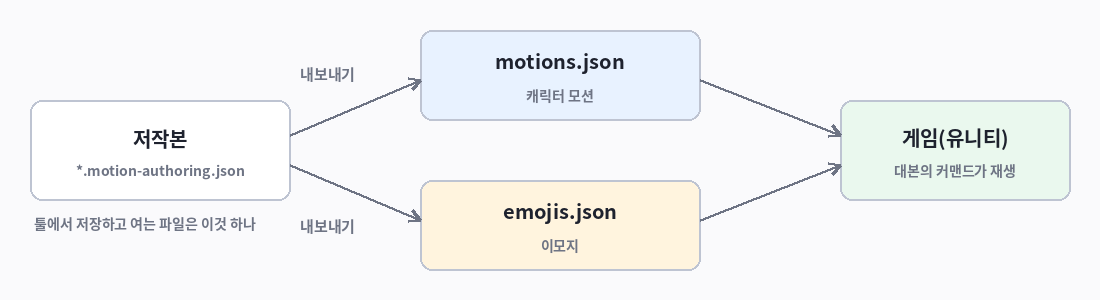 내보내기
motions.json
캐릭터 모션
저작본
*.motion-authoring.json
툴에서 저장하고 여는 파일은 이것 하나
내보내기
emojis.json
이모지
게임(유니티)
대본의 커맨드가 재생